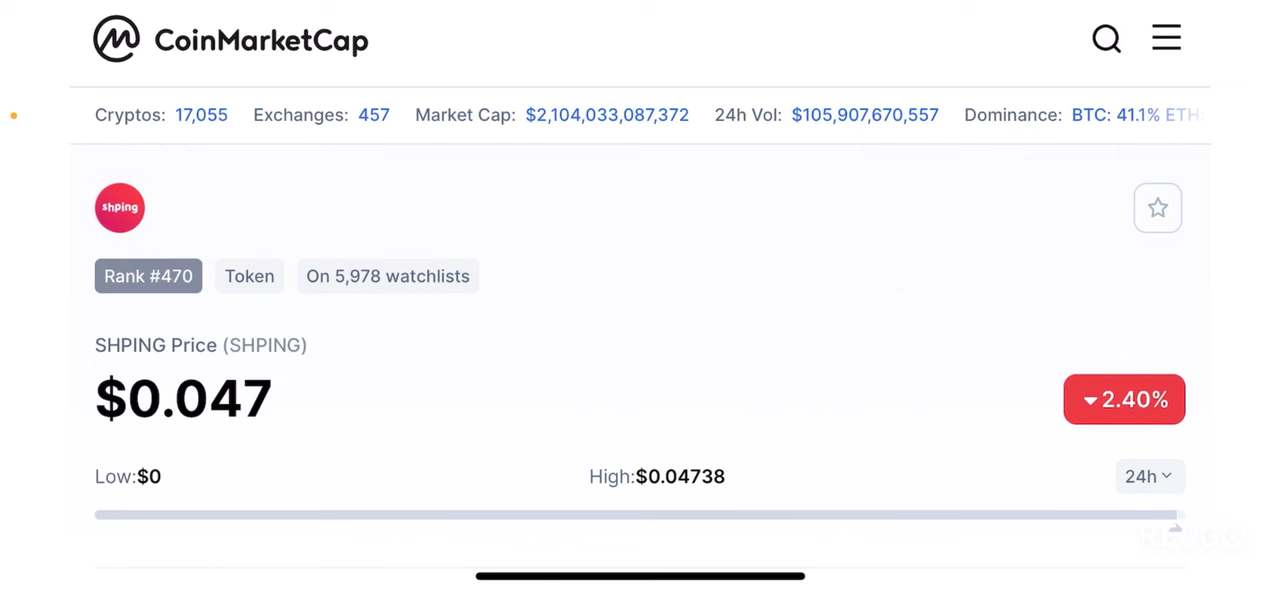 CoinMarketCap
Cryptos: 17,055 Exchanges: 457 Market Cap: $2,104,033,087,372 24h Vol: $105,907,670,557 Dominance: BTC: 41.1% ETH
shping
Rank #470 Token On 5,978 watchlists
SHPING Price (SHPING)
$0.047 2.40%
Low:$0 High:$0.04738 24h